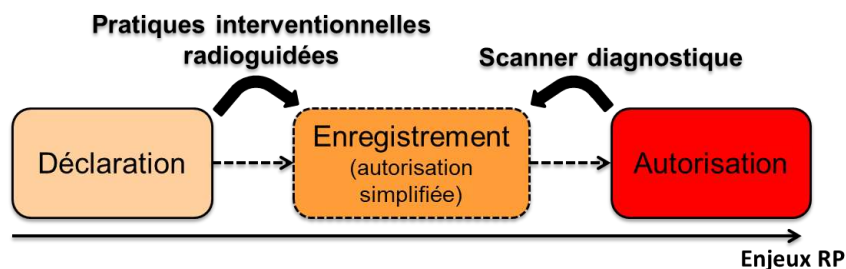 Pratiques interventionnelles
radioguidées
Scanner diagnostique
Déclaration
Enregistrement
(autorisation
simplifiée)
Autorisation
Enjeux RP